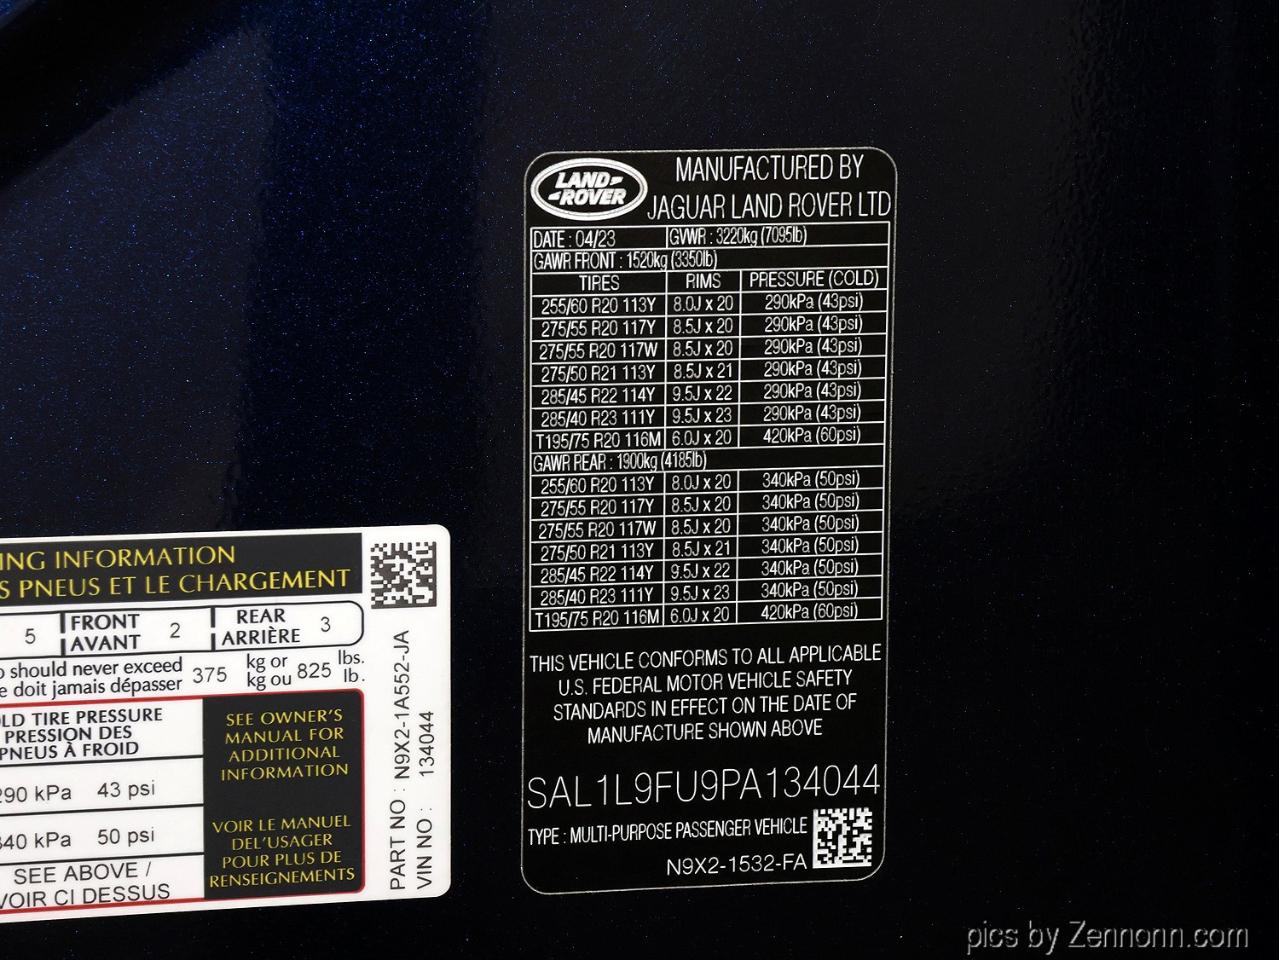 LAND-
-ROVER
MANUFACTURED BY
JAGUAR LAND ROVER LTD
DATE : 04/23 GVWR : 3220kg (7095lb)
GAWR FRONT : 1520kg (3350lb)
TIRES RIMS PRESSURE (COLD)
255/60 R20 113Y 8.0J x 20 290kPa (43psi)
275/55 R20 117Y 8.5J x 20 290kPa (43psi)
275/55 R20 117W 8.5J x 20 290kPa (43psi)
275/50 R21 113Y 8.5J x 21 290kPa (43psi)
285/45 R22 114Y 9.5J x 22 290kPa (43psi)
285/40 R23 111Y 9.5J x 23 290kPa (43psi)
T195/75 R20 116M 6.0J x 20 420kPa (60psi)
GAWR REAR : 1900kg (4185lb)
255/60 R20 113Y 8.0J x 20 340kPa (50psi)
275/55 R20 117Y 8.5J x 20 340kPa (50psi)
275/55 R20 117W 8.5J x 20 340kPa (50psi)
275/50 R21 113Y 8.5J x 21 340kPa (50psi)
285/45 R22 114Y 9.5J x 22 340kPa (50psi)
285/40 R23 111Y 9.5J x 23 340kPa (50psi)
T195/75 R20 116M 6.0J x 20 420kPa (60psi)
THIS VEHICLE CONFORMS TO ALL APPLICABLE
U.S. FEDERAL MOTOR VEHICLE SAFETY
STANDARDS IN EFFECT ON THE DATE OF
MANUFACTURE SHOWN ABOVE
SAL1L9FU9PA134044
TYPE : MULTI-PURPOSE PASSENGER VEHICLE
N9X2-1532-FA
ING INFORMATION
S PNEUS ET LE CHARGEMENT
5 FRONT 2 REAR 3
AVANT ARRIÈRE
o should never exceed 375 kg or 825 lbs.
e doit jamais dépasser kg ou lb.
LD TIRE PRESSURE
PRESSION DES
PNEUS À FROID
290 kPa 43 psi
340 kPa 50 psi
SEE ABOVE /
VOIR CI DESSUS
SEE OWNER'S
MANUAL FOR
ADDITIONAL
INFORMATION
VOIR LE MANUEL
DEL'USAGER
POUR PLUS DE
RENSEIGNEMENTS
PART NO : N9X2-1A552-JA
VIN NO : 134044
pics by Zennonn.com